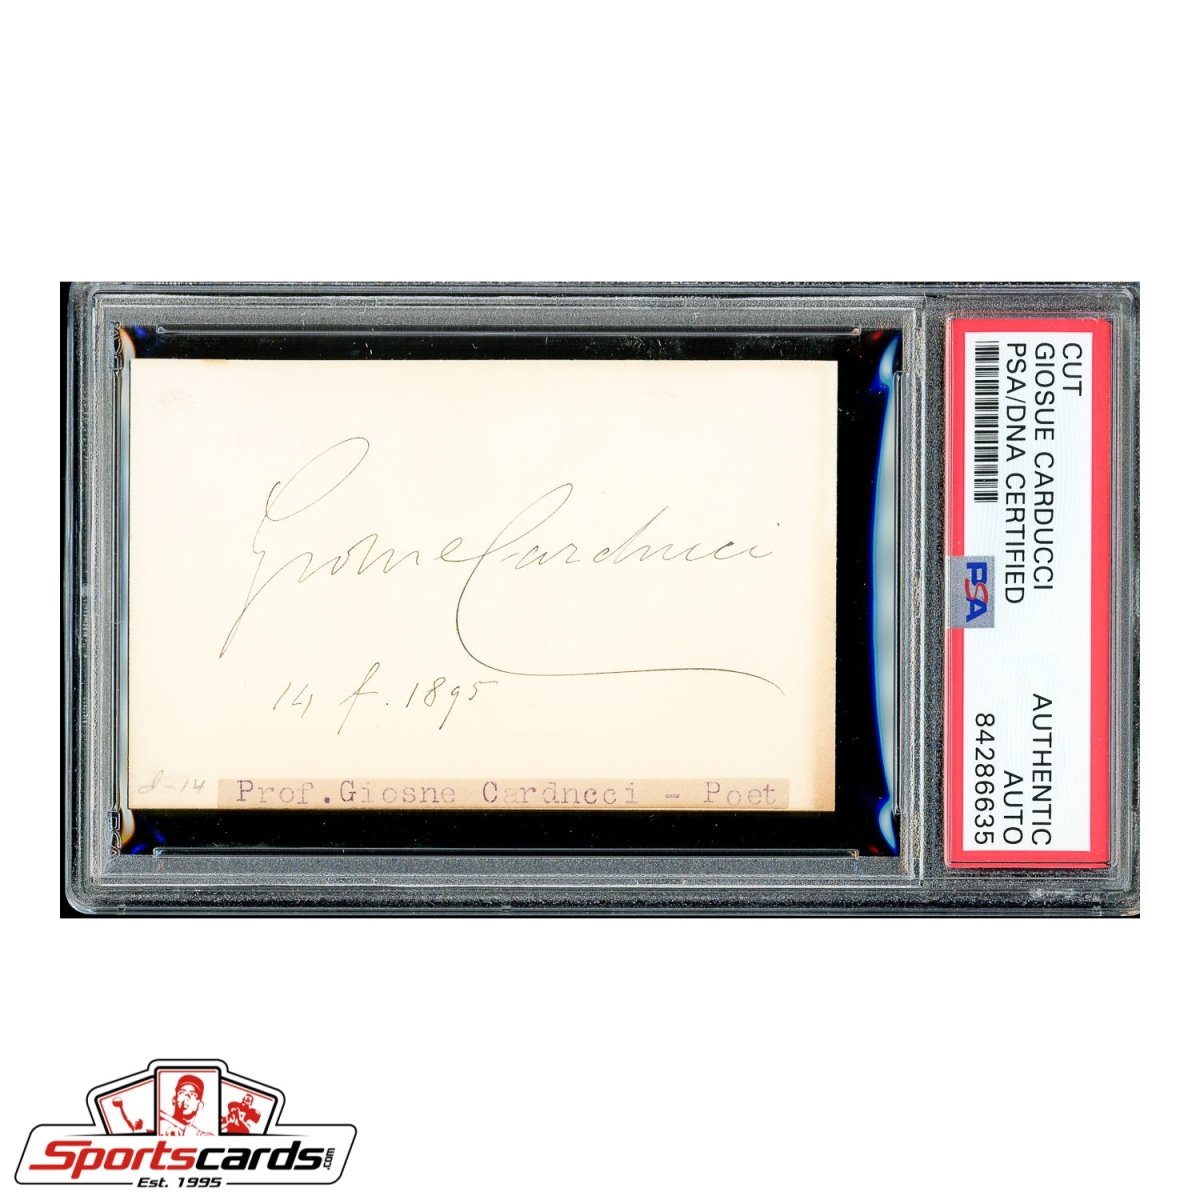 Giosue Carducci
14 f. 1895
d-14
Prof.Giosne Cardncci - Poet
CUT
GIOSUE CARDUCCI
PSA/DNA CERTIFIED
PSA
AUTHENTIC
AUTO
84286635
Sportscards.com
Est. 1995